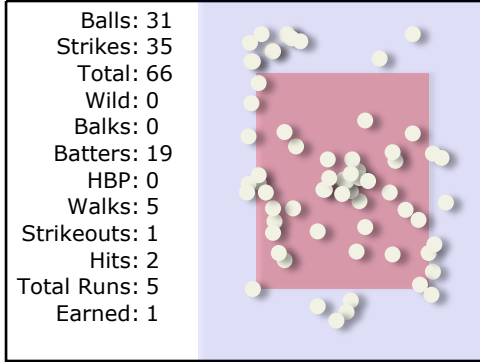 Balls: 31
Strikes: 35
Total: 66
Wild: 0
Balks: 0
Batters: 19
HBP: 0
Walks: 5
Strikeouts: 1
Hits: 2
Total Runs: 5
Earned: 1